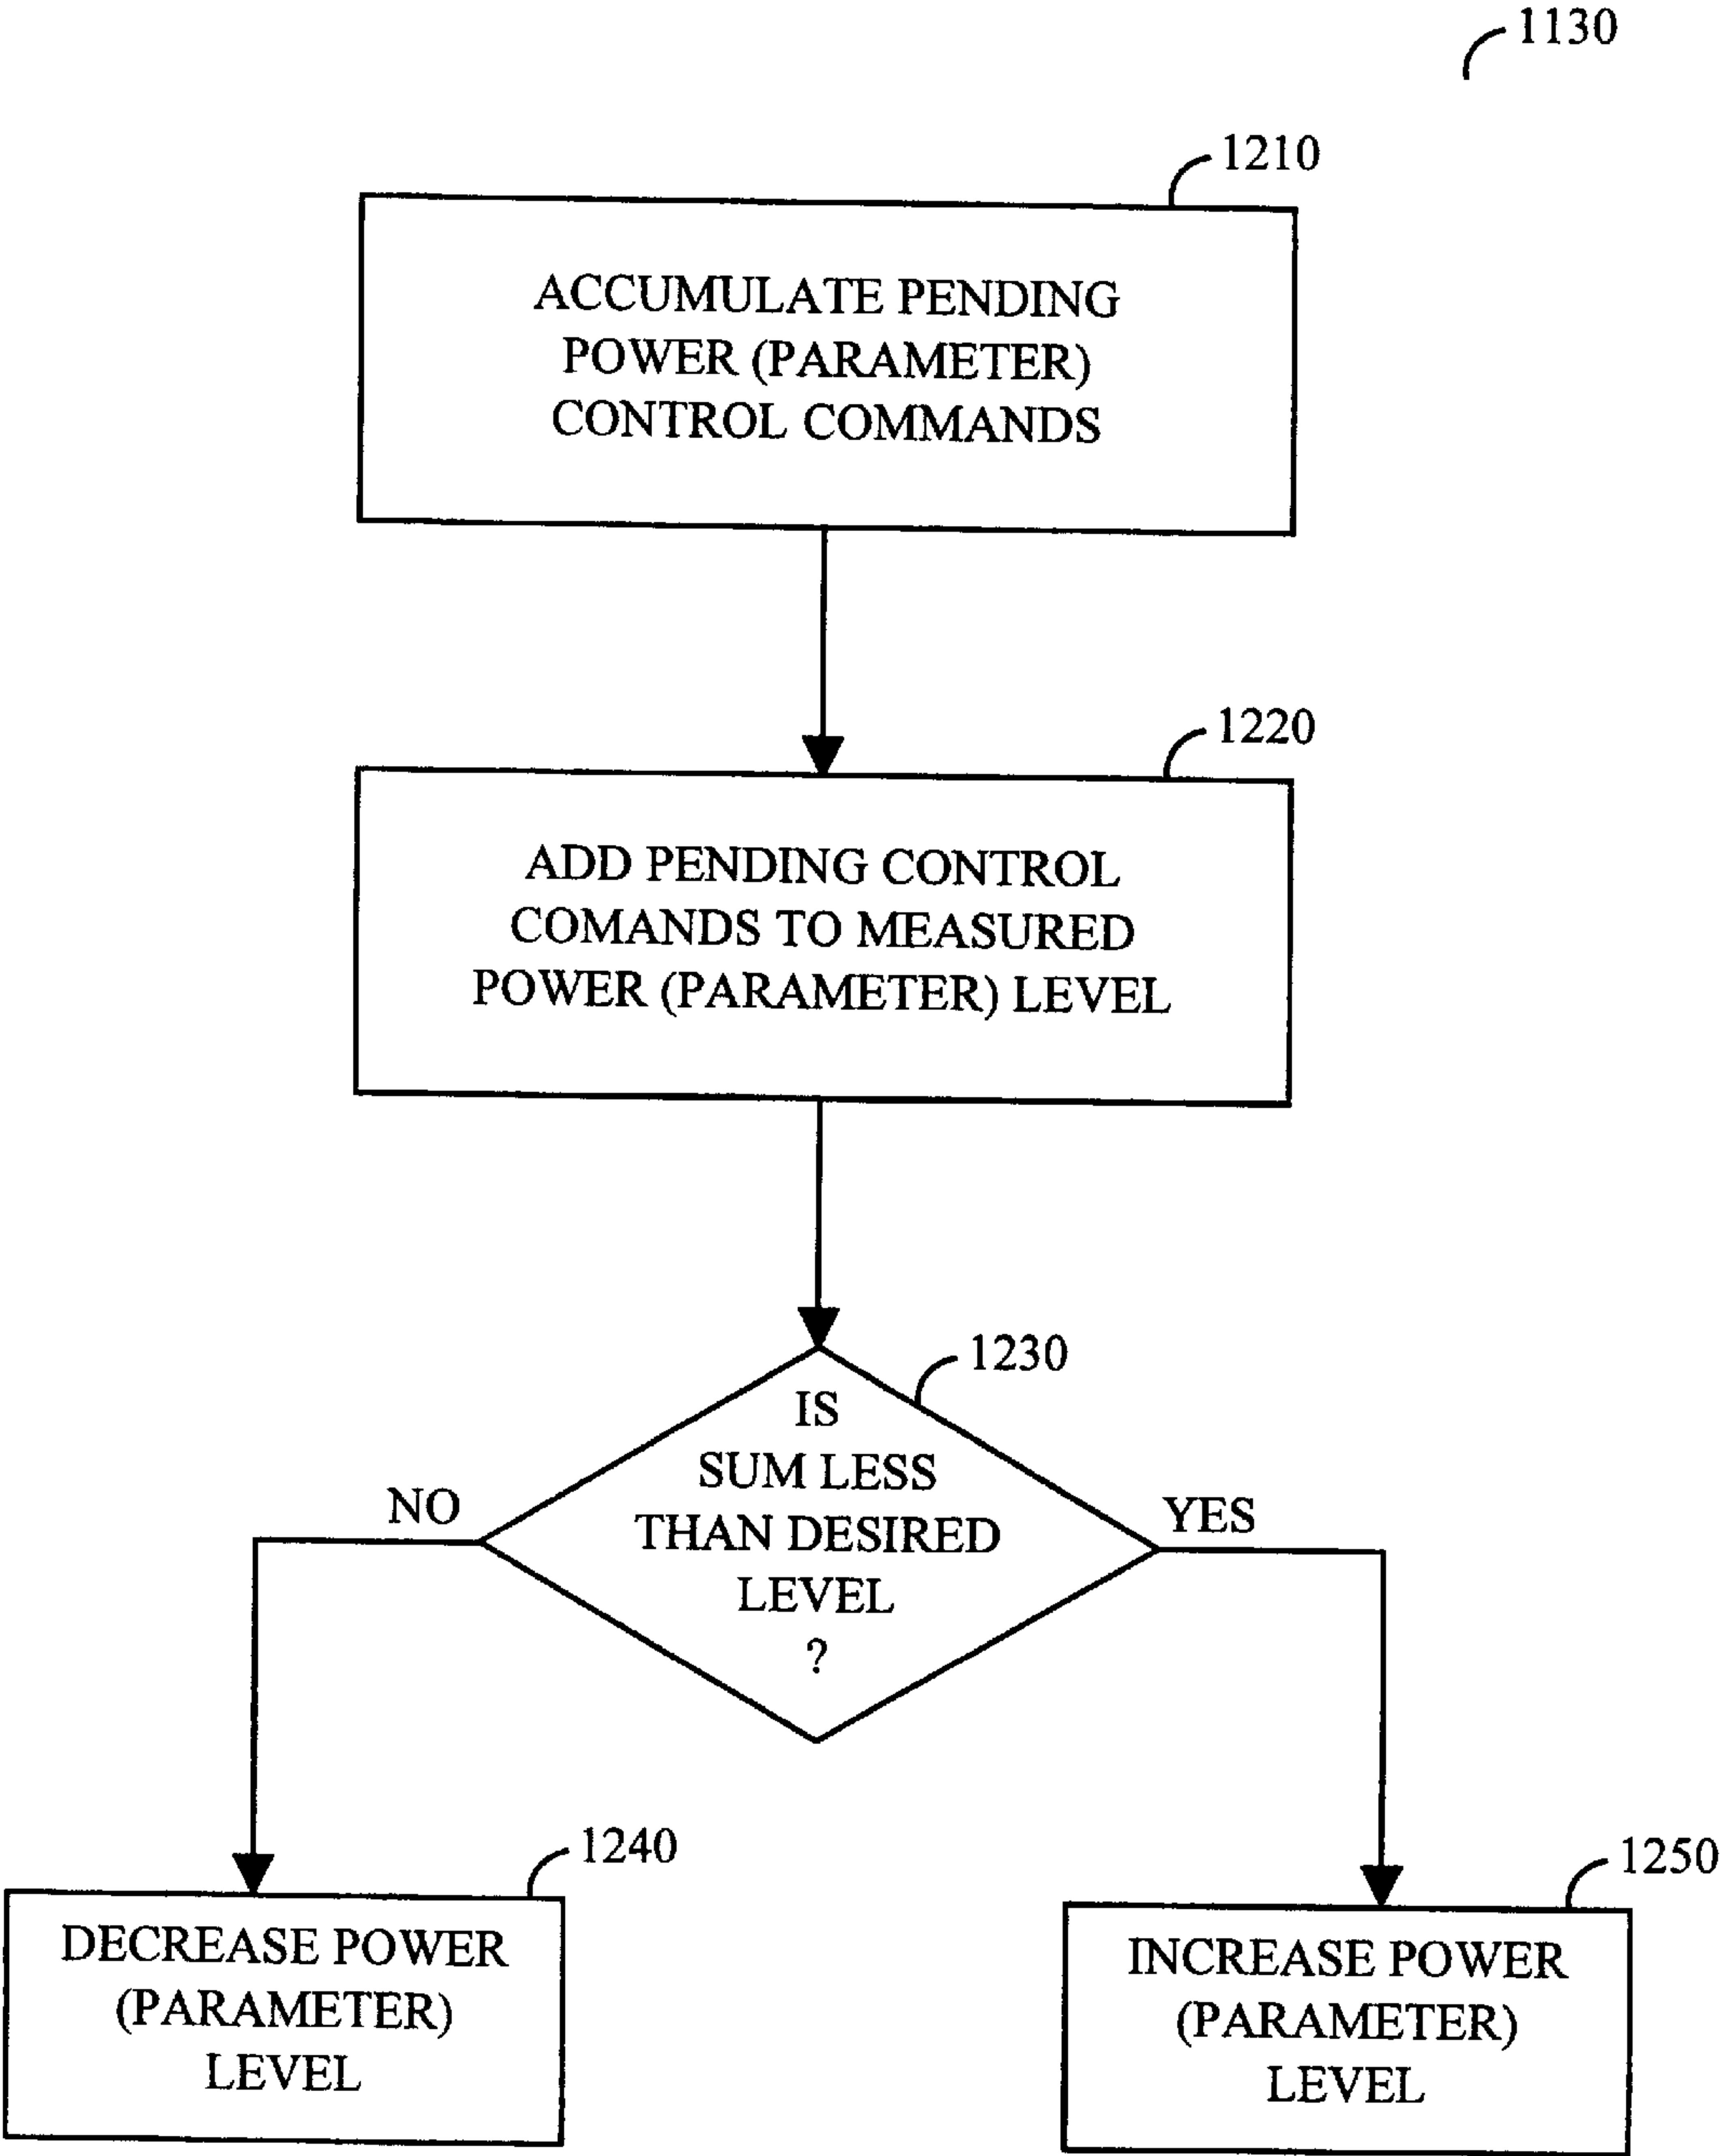 1130
1210
ACCUMULATE PENDING
POWER (PARAMETER)
CONTROL COMMANDS
1220
ADD PENDING CONTROL
COMANDS TO MEASURED
POWER (PARAMETER) LEVEL
1230
IS
SUM LESS
THAN DESIRED
LEVEL
?
NO
YES
1240
DECREASE POWER
(PARAMETER)
LEVEL
1250
INCREASE POWER
(PARAMETER)
LEVEL